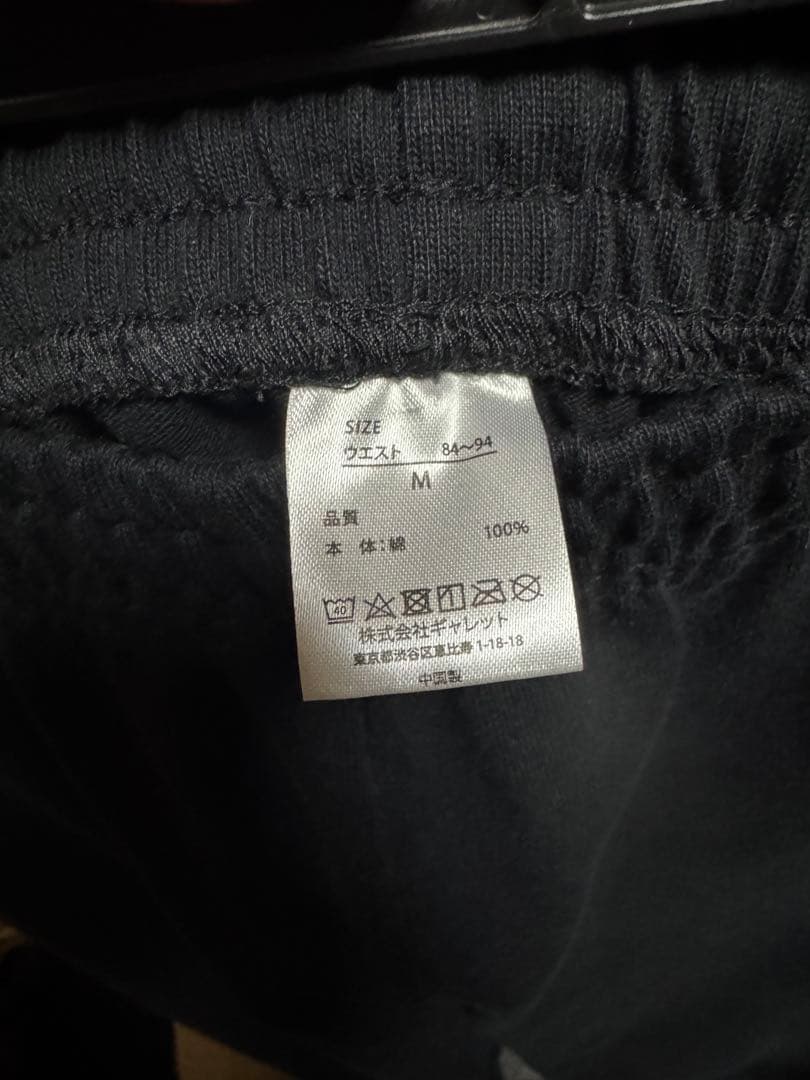 SIZE
ウエスト 84～94
M
品質
本 体:綿 100%
40
株式会社ギャレット
東京都渋谷区恵比寿 1-18-18
中国製